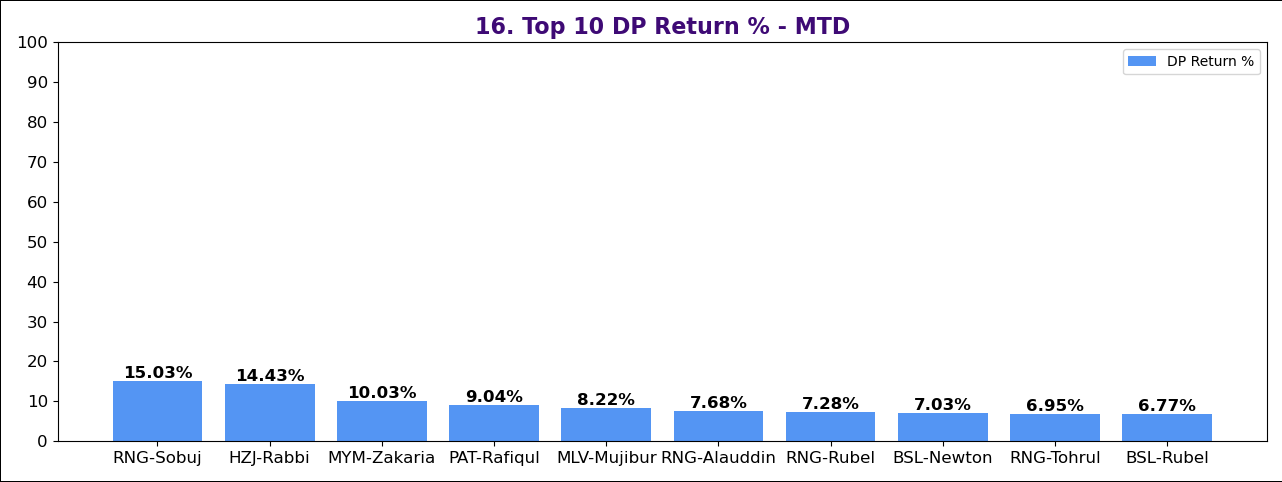 16. Top 10 DP Return % - MTD
DP Return %
100
90
80
70
60
50
40
30
20
10
0
15.03%
14.43%
10.03%
9.04%
8.22%
7.68%
7.28%
7.03%
6.95%
6.77%
RNG-Sobuj
HZJ-Rabbi
MYM-Zakaria
PAT-Rafiqul
MLV-Mujibur
RNG-Alauddin
RNG-Rubel
BSL-Newton
RNG-Tohrul
BSL-Rubel